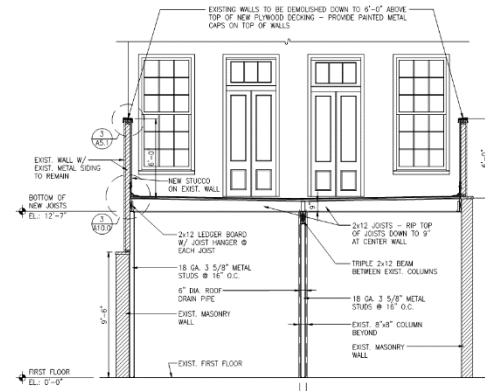 EXISTING WALLS TO BE DEMOLISHED DOWN TO 6'-0" ABOVE
TOP OF NEW PLYWOOD DECKING - PROVIDE PAINTED METAL
CAPS ON TOP OF WALLS
3
A5.1
6'-0"
6'-0"
EXIST. WALL W/
EXIST. METAL SIDING
TO REMAIN
NEW STUCCO
ON EXIST. WALL
BOTTOM OF
NEW JOISTS
EL.: 12'-7"
3
A10.0
9"
2x12 LEDGER BOARD
W/ JOIST HANGER @
EACH JOIST
2x12 JOISTS - RIP TOP
OF JOISTS DOWN TO 9"
AT CENTER WALL
TRIPLE 2x12 BEAM
BETWEEN EXIST. COLUMNS
18 GA. 3 5/8" METAL
STUDS @ 16" O.C.
6" DIA. ROOF
DRAIN PIPE
18 GA. 3 5/8" METAL
STUDS @ 16" O.C.
9'-6"
EXIST. MASONRY
WALL
EXIST. 8"x8" COLUMN
BEYOND
EXIST. MASONRY
WALL
FIRST FLOOR
EL.: 0'-0"
EXIST. FIRST FLOOR